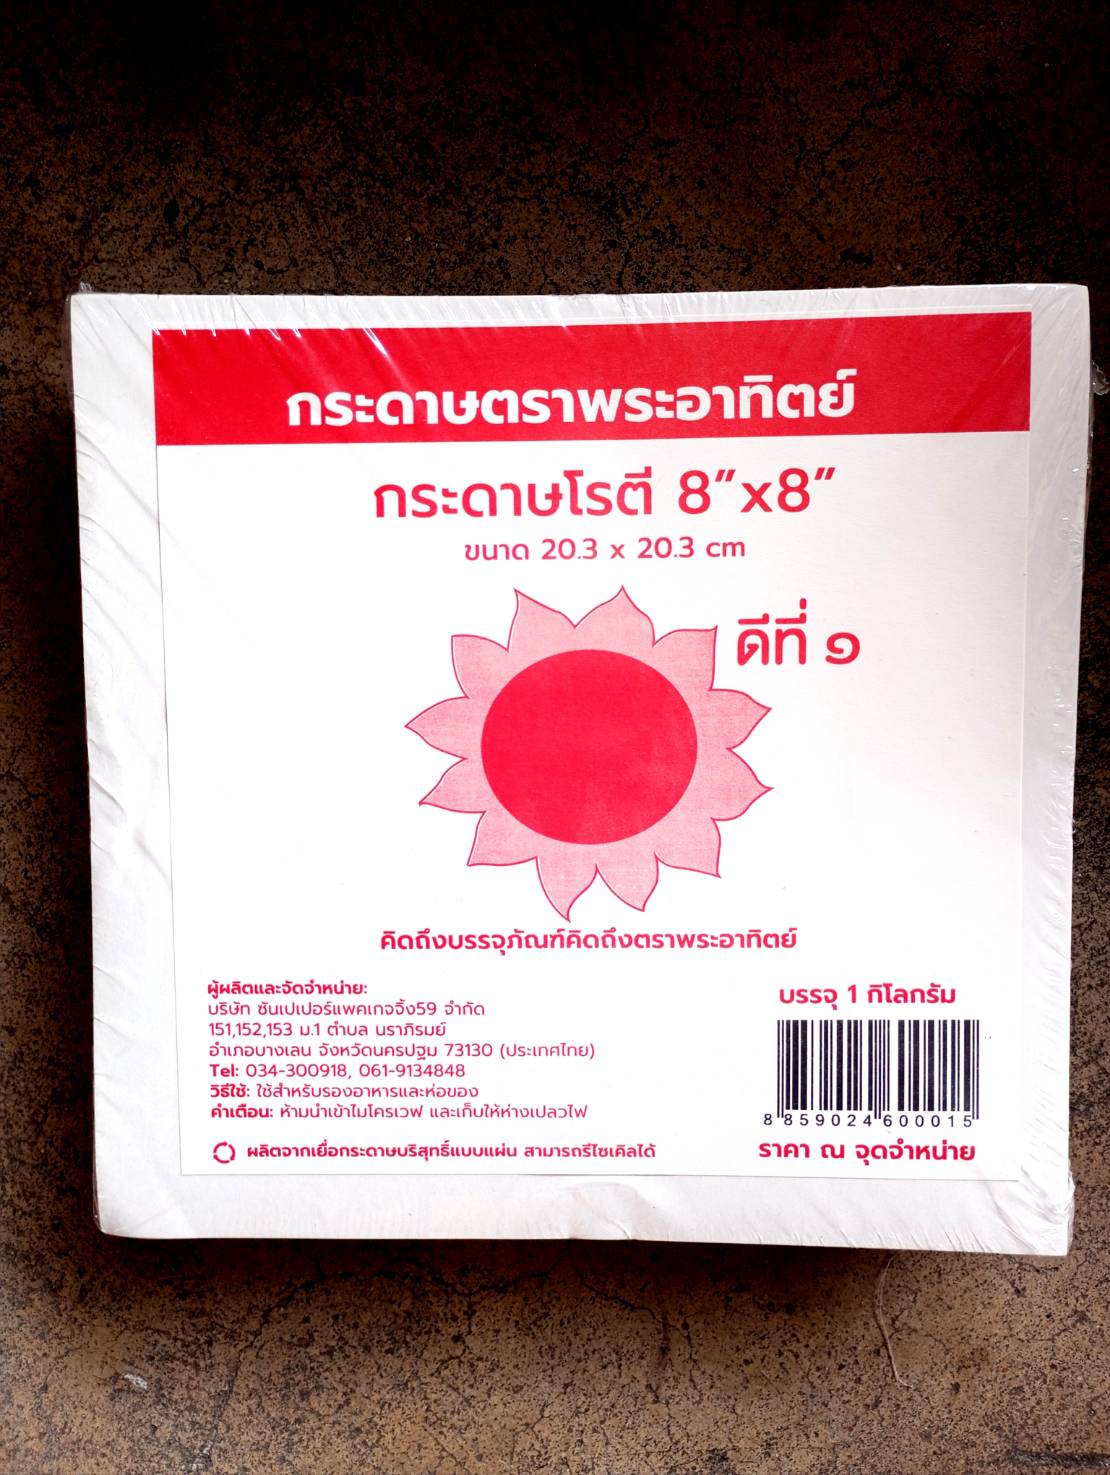 กระดาษตราพระอาทิตย์
กระดาษโรตี 8”x8”
ขนาด 20.3 x 20.3 cm
ดีที่ ๑
คิดถึงบรรจุภัณฑ์คิดถึงตราพระอาทิตย์
ผู้ผลิตและจัดจำหน่าย:
บริษัท ซันเปเปอร์แพคเกจจิ้ง59 จำกัด
151,152,153 ม.1 ตำบล นราภิรมย์
อำเภอบางเลน จังหวัดนครปฐม 73130 (ประเทศไทย)
Tel: 034-300918, 061-9134848
วิธีใช้: ใช้สำหรับรองอาหารและห่อของ
คำเตือน: ห้ามนำเข้าไมโครเวฟ และเก็บให้ห่างเปลวไฟ
ผลิตจากเยื่อกระดาษบริสุทธิ์แบบแผ่น สามารถรีไซเคิลได้
บรรจุ 1 กิโลกรัม
8 859024 600015
ราคา ณ จุดจำหน่าย